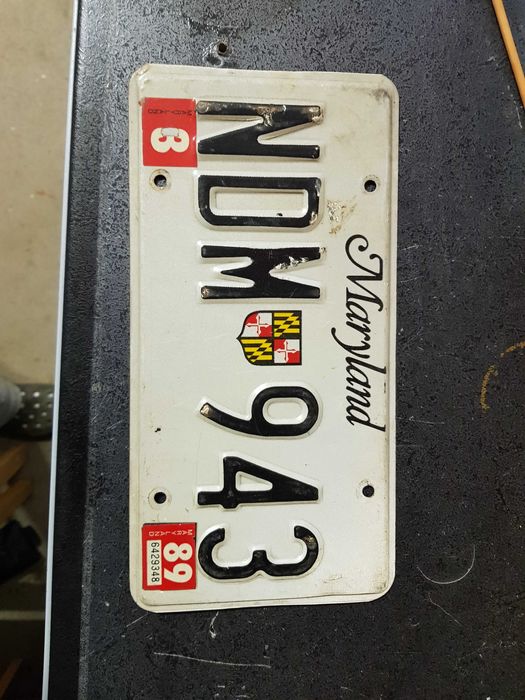 Maryland
NDM 943
MARYLAND
3
MARYLAND
89
6429348